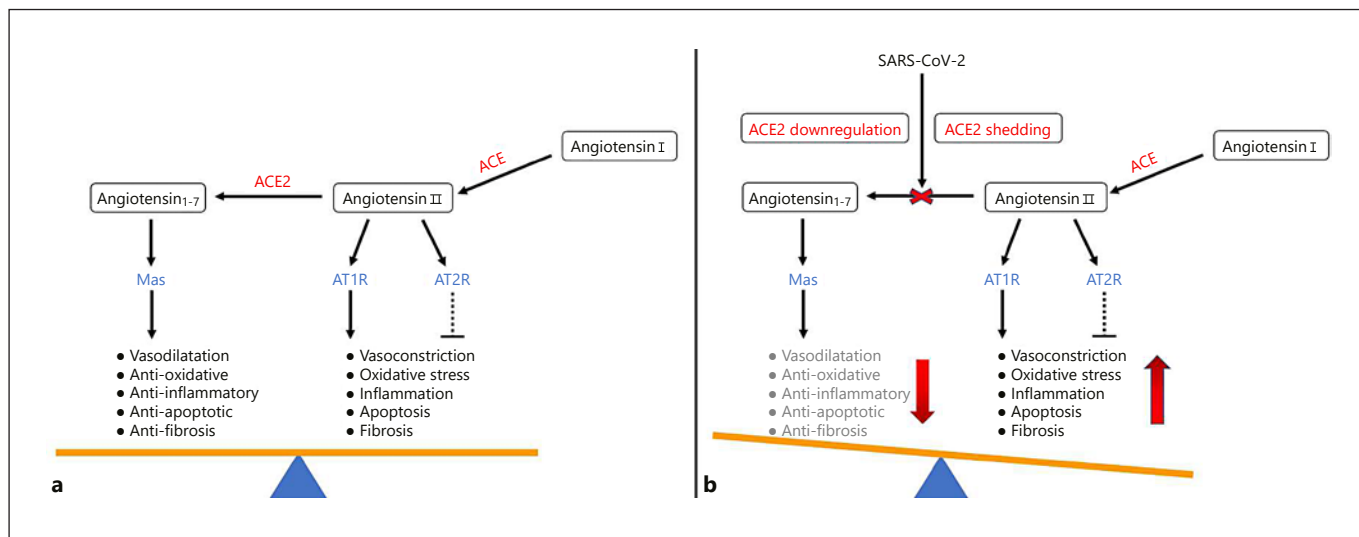 Angiotensin I
ACE
ACE2
Angiotensin1-7
Angiotensin II
Mas
AT1R
AT2R
● Vasodilatation
● Anti-oxidative
● Anti-inflammatory
● Anti-apoptotic
● Anti-fibrosis
● Vasoconstriction
● Oxidative stress
● Inflammation
● Apoptosis
● Fibrosis
a
SARS-CoV-2
ACE2 downregulation
ACE2 shedding
Angiotensin I
ACE
Angiotensin1-7
Angiotensin II
Mas
AT1R
AT2R
● Vasodilatation
● Anti-oxidative
● Anti-inflammatory
● Anti-apoptotic
● Anti-fibrosis
● Vasoconstriction
● Oxidative stress
● Inflammation
● Apoptosis
● Fibrosis
b